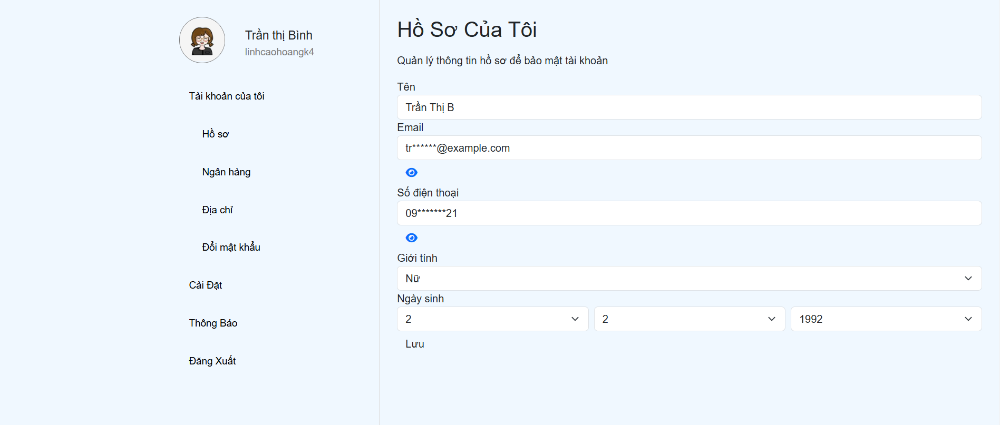 Trần thị Bình
linhcaohoangk4
Tài khoản của tôi
Hồ sơ
Ngân hàng
Địa chỉ
Đổi mật khẩu
Cài Đặt
Thông Báo
Đăng Xuất
Hồ Sơ Của Tôi
Quản lý thông tin hồ sơ để bảo mật tài khoản
Tên
Trần Thị B
Email
tr******@example.com
Số điện thoại
09*******21
Giới tính
Nữ
Ngày sinh
2 2 1992
Lưu